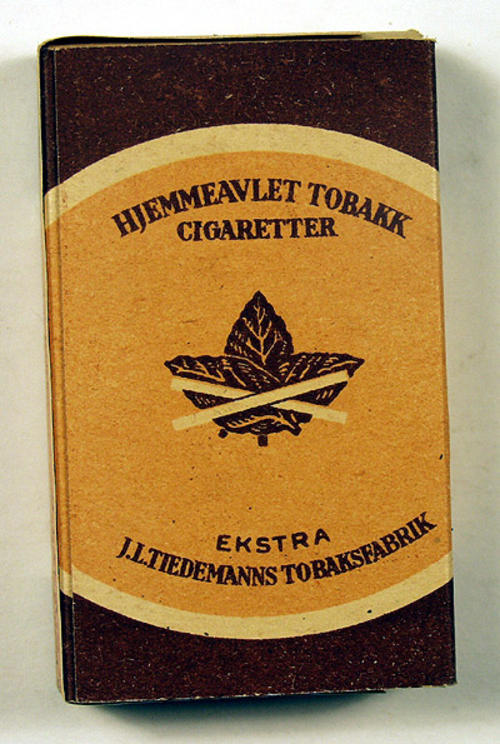 HJEMMEAVLET TOBAKK
CIGARETTER
EKSTRA
J.L.TIEDEMANNS TOBAKSFABRIK